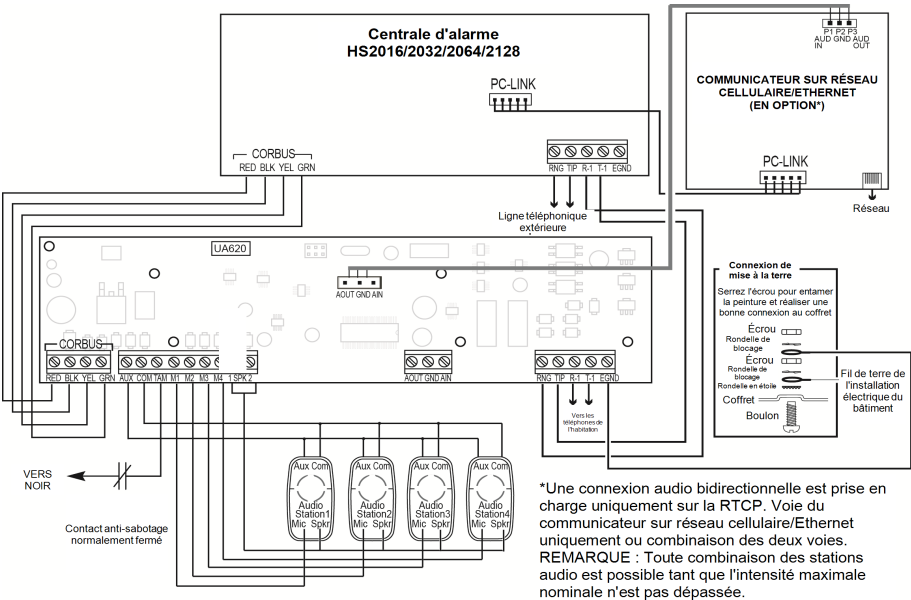 Centrale d'alarme
HS2016/2032/2064/2128
PC-LINK
CORBUS
RED BLK YEL GRN
RNG TIP R-1 T-1 EGND
Ligne téléphonique
extérieure
P1 P2 P3
AUD GND AUD
IN OUT
COMMUNICATEUR SUR RÉSEAU
CELLULAIRE/ETHERNET
(EN OPTION*)
PC-LINK
Réseau
UA620
AOUT GND AIN
CORBUS
RED BLK YEL GRN
AUX COM TAM M1 M2 M3 M4 1 SPK 2
AOUT GND AIN
RNG TIP R-1 T-1 EGND
Vers les
téléphones de
l'habitation
Connexion de
mise à la terre
Serrez l'écrou pour entamer
la peinture et réaliser une
bonne connexion au coffret
Écrou
Rondelle de
blocage
Écrou
Rondelle de
blocage
Rondelle en étoile
Coffret
Boulon
Fil de terre de
l'installation
électrique du
bâtiment
VERS
NOIR
Contact anti-sabotage
normalement fermé
Aux Com
Audio
Station1
Mic Spkr
Aux Com
Audio
Station2
Mic Spkr
Aux Com
Audio
Station3
Mic Spkr
Aux Com
Audio
Station4
Mic Spkr
*Une connexion audio bidirectionnelle est prise en
charge uniquement sur la RTCP. Voie du
communicateur sur réseau cellulaire/Ethernet
uniquement ou combinaison des deux voies.
REMARQUE : Toute combinaison des stations
audio est possible tant que l'intensité maximale
nominale n'est pas dépassée.